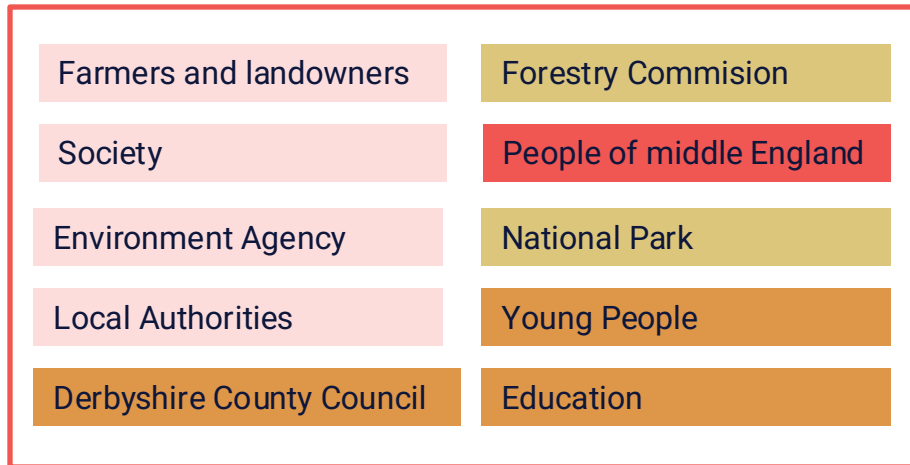 Farmers and landowners
Society
Environment Agency
Local Authorities
Derbyshire County Council
Forestry Commision
People of middle England
National Park
Young People
Education